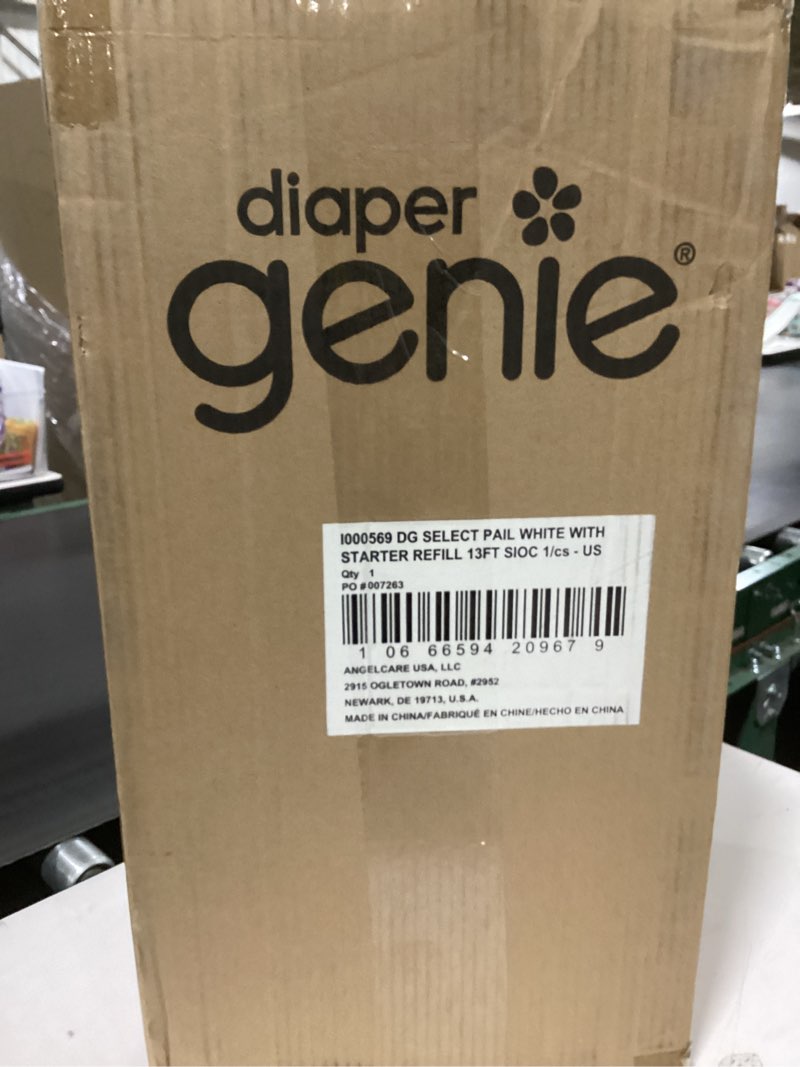 diaper
genie®
I000569 DG SELECT PAIL WHITE WITH
STARTER REFILL 13FT SIOC 1/cs - US
Qty 1
PO # 007263
1 06 66594 20967 9
ANGELCARE USA, LLC
2915 OGLETOWN ROAD, #2952
NEWARK, DE 19713, U.S.A.
MADE IN CHINA/FABRIQUÉ EN CHINE/HECHO EN CHINA